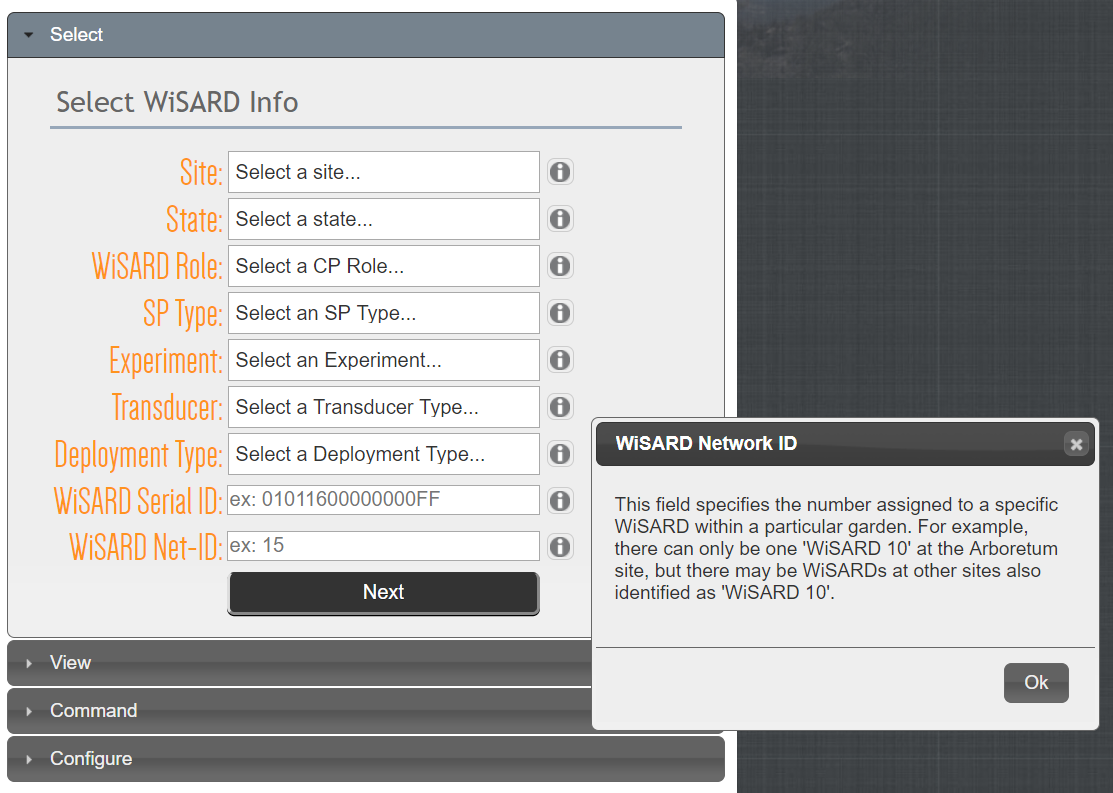 Select
Select WiSARD Info
Site: Select a site...
State: Select a state...
WiSARD Role: Select a CP Role...
SP Type: Select an SP Type...
Experiment: Select an Experiment...
Transducer: Select a Transducer Type...
Deployment Type: Select a Deployment Type...
WiSARD Serial ID: ex: 01011600000000FF
WiSARD Net-ID: ex: 15
Next
View
Command
Configure
WiSARD Network ID
This field specifies the number assigned to a specific
WiSARD within a particular garden. For example,
there can only be one 'WiSARD 10' at the Arboretum
site, but there may be WiSARDs at other sites also
identified as 'WiSARD 10'.
Ok